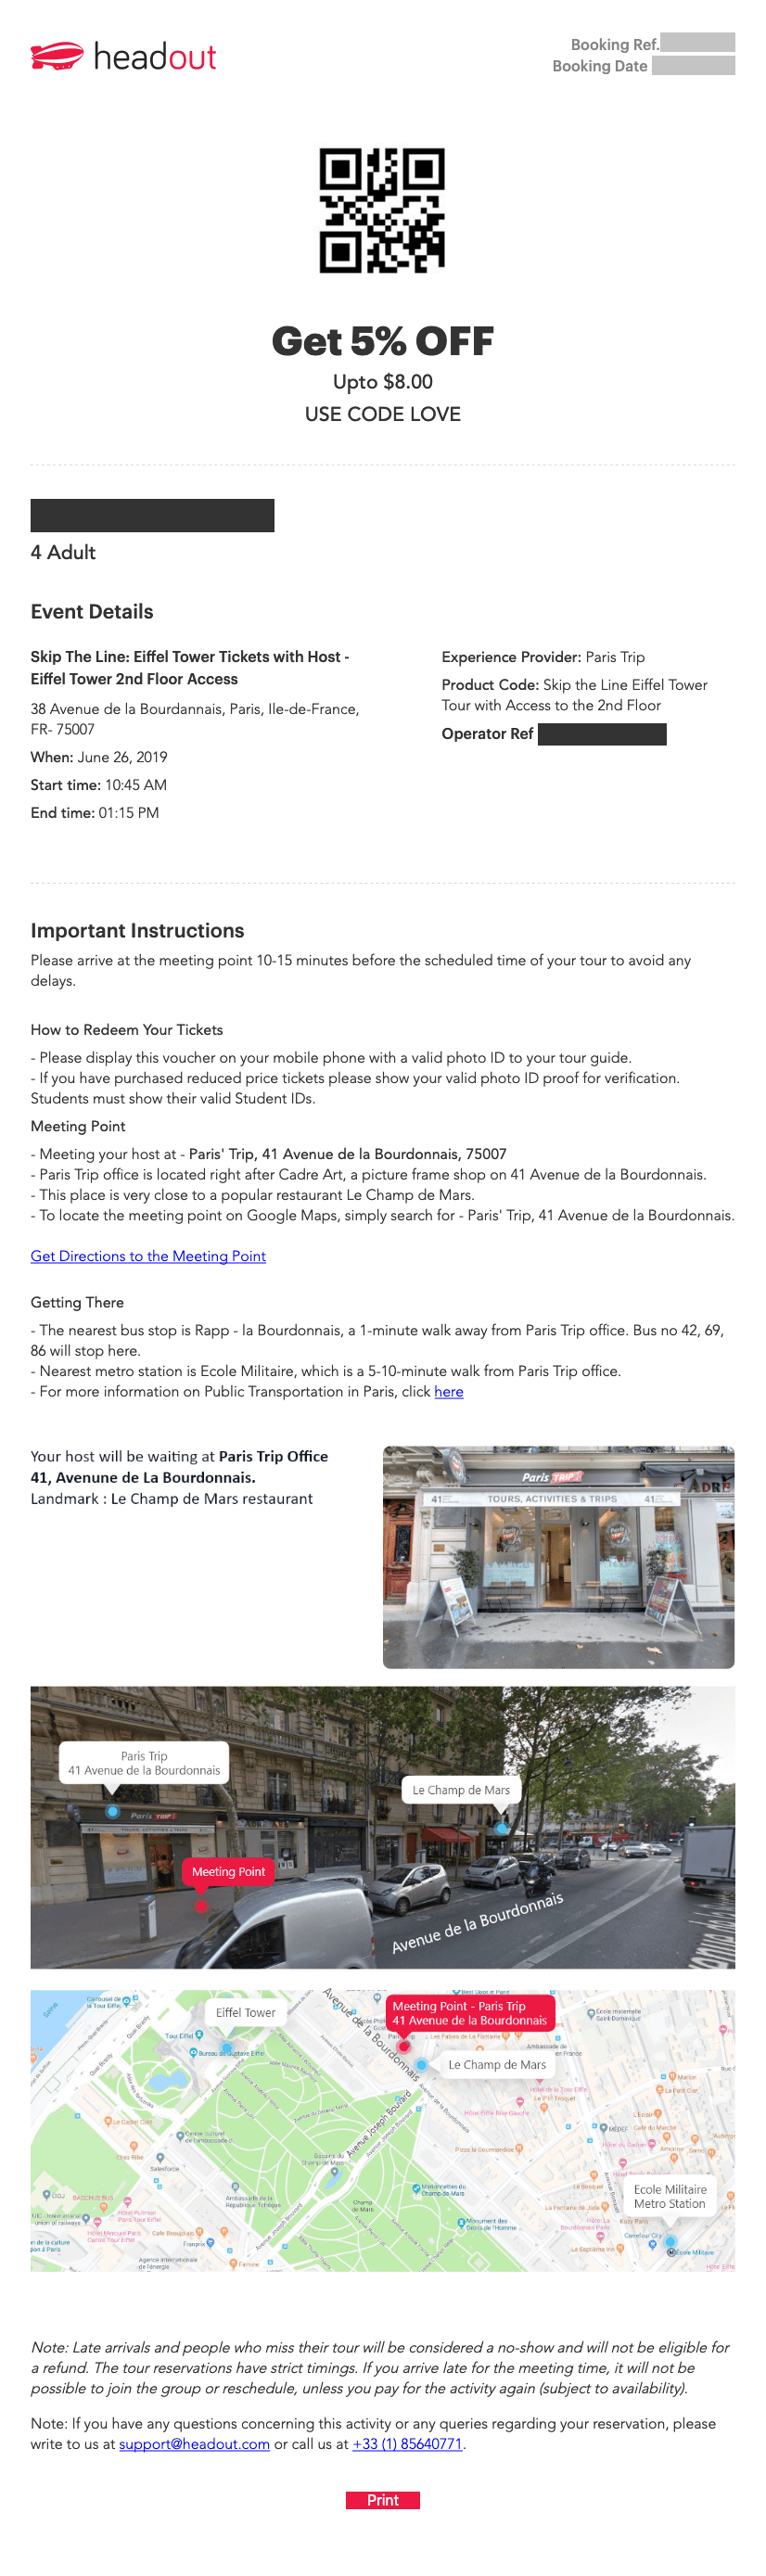 headout
Booking Ref.
Booking Date
Get 5% OFF
Upto $8.00
USE CODE LOVE
4 Adult
Event Details
Skip The Line: Eiffel Tower Tickets with Host -
Eiffel Tower 2nd Floor Access
38 Avenue de la Bourdannais, Paris, Ile-de-France,
FR- 75007
When: June 26, 2019
Start time: 10:45 AM
End time: 01:15 PM
Experience Provider: Paris Trip
Product Code: Skip the Line Eiffel Tower
Tour with Access to the 2nd Floor
Operator Ref
Important Instructions
Please arrive at the meeting point 10-15 minutes before the scheduled time of your tour to avoid any
delays.
How to Redeem Your Tickets
- Please display this voucher on your mobile phone with a valid photo ID to your tour guide.
- If you have purchased reduced price tickets please show your valid photo ID proof for verification.
Students must show their valid Student IDs.
Meeting Point
- Meeting your host at - Paris' Trip, 41 Avenue de la Bourdonnais, 75007
- Paris Trip office is located right after Cadre Art, a picture frame shop on 41 Avenue de la Bourdonnais.
- This place is very close to a popular restaurant Le Champ de Mars.
- To locate the meeting point on Google Maps, simply search for - Paris' Trip, 41 Avenue de la Bourdonnais.
Get Directions to the Meeting Point
Getting There
- The nearest bus stop is Rapp - la Bourdonnais, a 1-minute walk away from Paris Trip office. Bus no 42, 69,
86 will stop here.
- Nearest metro station is Ecole Militaire, which is a 5-10-minute walk from Paris Trip office.
- For more information on Public Transportation in Paris, click here
Your host will be waiting at Paris Trip Office
41, Avenune de La Bourdonnais.
Landmark : Le Champ de Mars restaurant
Paris TRIP
41 TOURS, ACTIVITIES & TRIPS 41
Paris Trip
41 Avenue de la Bourdonnais
Le Champ de Mars
Paris TRIP
Meeting Point
Avenue de la Bourdonnais
Eiffel Tower
Meeting Point - Paris Trip
41 Avenue de la Bourdonnais
Le Champ de Mars
Avenue de la Bourdonnais
Avenue Joseph Bouvard
Tour Eiffel
Champ
de Mars
Ecole Militaire
Metro Station
École Militaire
Note: Late arrivals and people who miss their tour will be considered a no-show and will not be eligible for
a refund. The tour reservations have strict timings. If you arrive late for the meeting time, it will not be
possible to join the group or reschedule, unless you pay for the activity again (subject to availability).
Note: If you have any questions concerning this activity or any queries regarding your reservation, please
write to us at support@headout.com or call us at +33 (1) 85640771.
Print